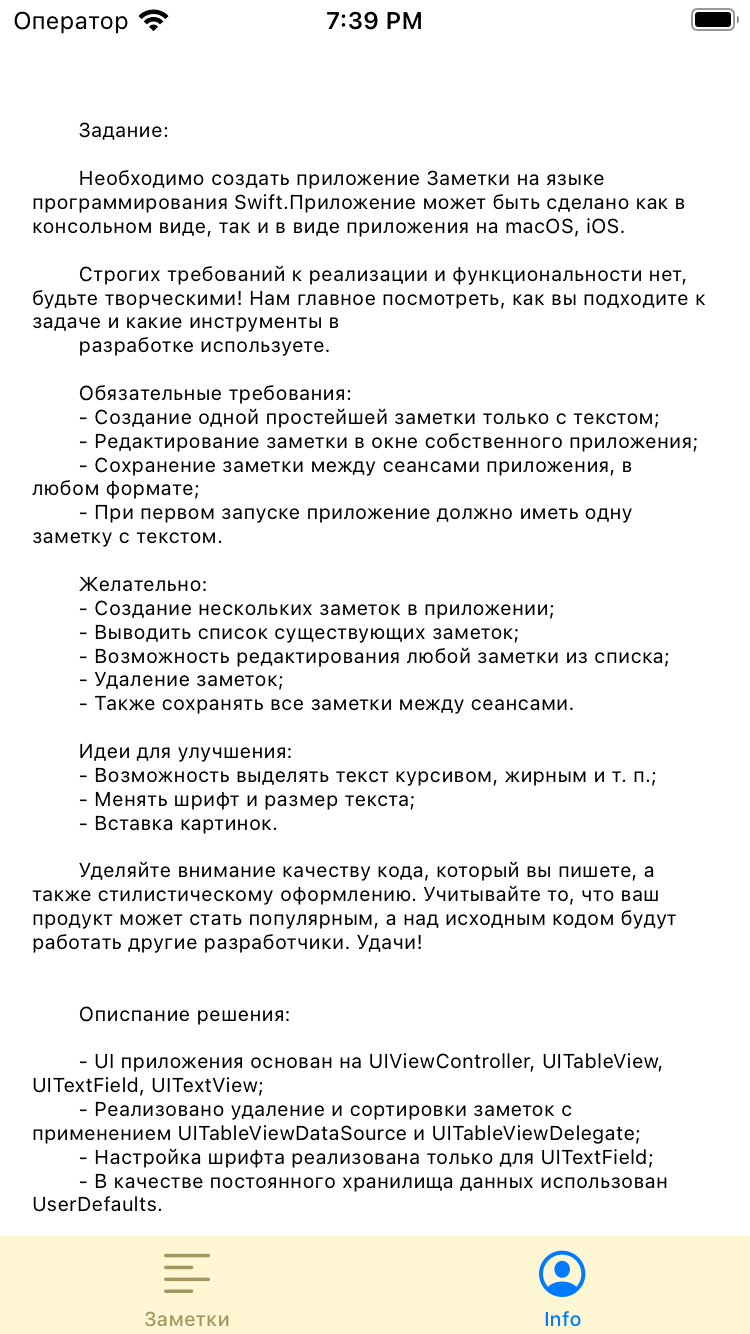 Оператор 7:39 PM
Задание:
Необходимо создать приложение Заметки на языке
программирования Swift.Приложение может быть сделано как в
консольном виде, так и в виде приложения на macOS, iOS.
Строгих требований к реализации и функциональности нет,
будьте творческими! Нам главное посмотреть, как вы подходите к
задаче и какие инструменты в
разработке используете.
Обязательные требования:
- Создание одной простейшей заметки только с текстом;
- Редактирование заметки в окне собственного приложения;
- Сохранение заметки между сеансами приложения, в
любом формате;
- При первом запуске приложение должно иметь одну
заметку с текстом.
Желательно:
- Создание нескольких заметок в приложении;
- Выводить список существующих заметок;
- Возможность редактирования любой заметки из списка;
- Удаление заметок;
- Также сохранять все заметки между сеансами.
Идеи для улучшения:
- Возможность выделять текст курсивом, жирным и т. п.;
- Менять шрифт и размер текста;
- Вставка картинок.
Уделяйте внимание качеству кода, который вы пишете, а
также стилистическому оформлению. Учитывайте то, что ваш
продукт может стать популярным, а над исходным кодом будут
работать другие разработчики. Удачи!
Описпание решения:
- UI приложения основан на UIViewController, UITableView,
UITextField, UITextView;
- Реализовано удаление и сортировки заметок с
применением UITableViewDataSource и UITableViewDelegate;
- Настройка шрифта реализована только для UITextField;
- В качестве постоянного хранилища данных использован
UserDefaults.
Заметки Info